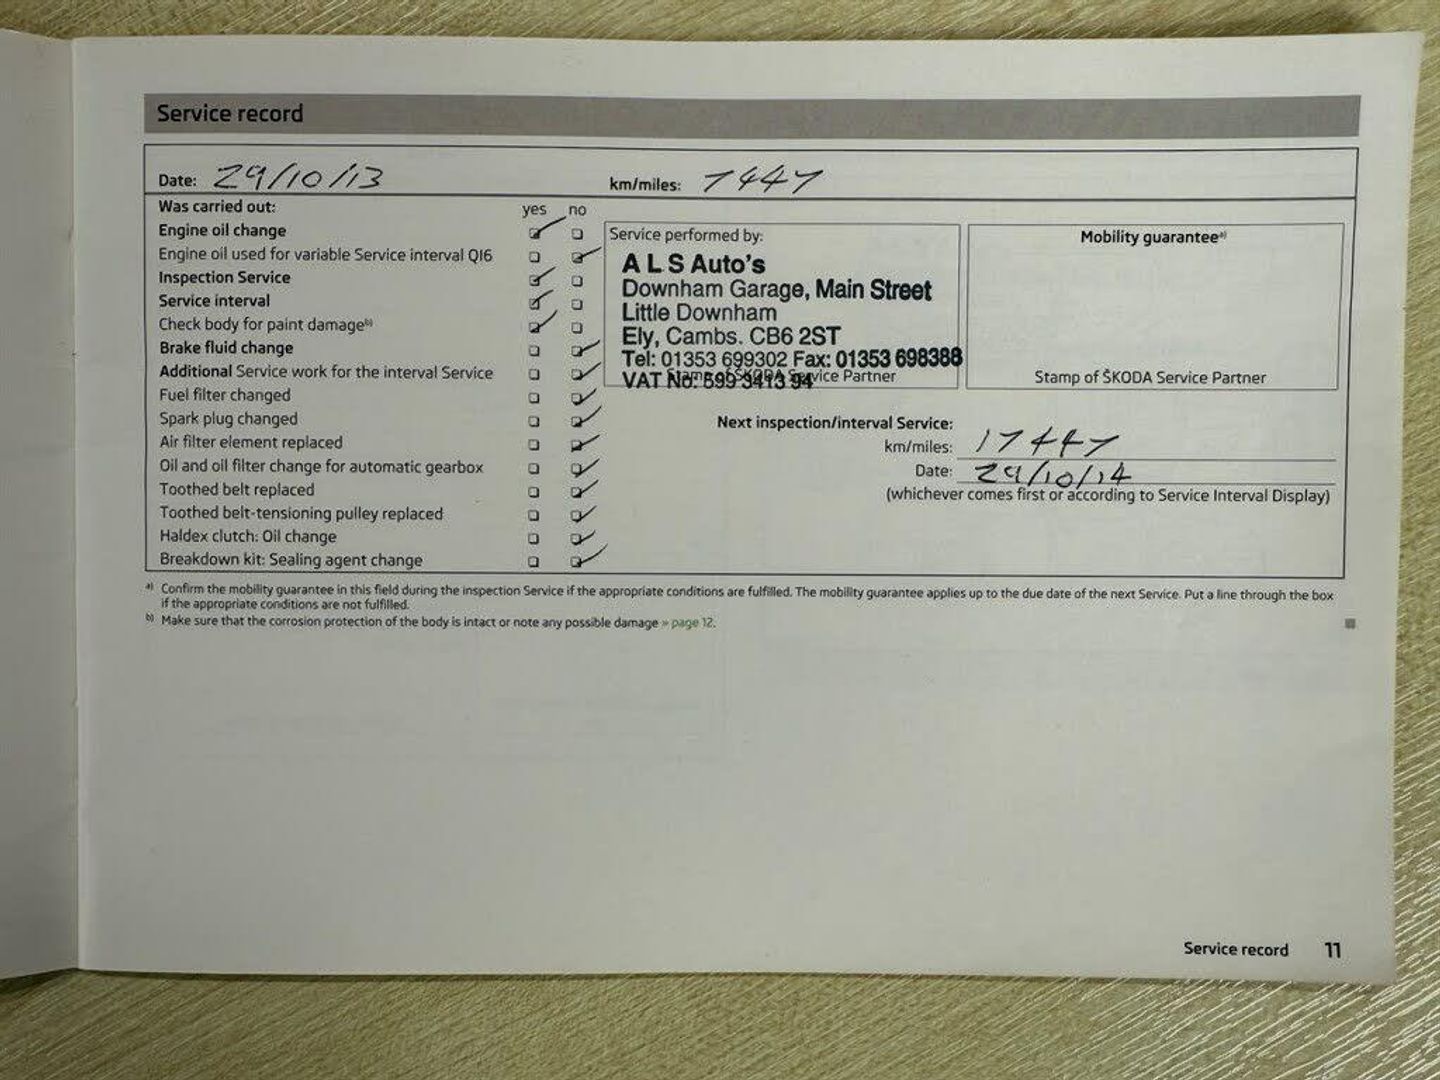 Service record
Date: 29/10/13 km/miles: 7447
Was carried out: yes no
Engine oil change
Engine oil used for variable Service interval QI6
Inspection Service
Service interval
Check body for paint damage b)
Brake fluid change
Additional Service work for the interval Service
Fuel filter changed
Spark plug changed
Air filter element replaced
Oil and oil filter change for automatic gearbox
Toothed belt replaced
Toothed belt-tensioning pulley replaced
Haldex clutch: Oil change
Breakdown kit: Sealing agent change
Service performed by:
A L S Auto's
Downham Garage, Main Street
Little Downham
Ely, Cambs. CB6 2ST
Tel: 01353 699302 Fax: 01353 698388
VAT No: 599 3413 94
Stamp of ŠKODA Service Partner
Mobility guarantee a)
Stamp of ŠKODA Service Partner
Next inspection/interval Service:
km/miles: 17447
Date: 29/10/14
(whichever comes first or according to Service Interval Display)
a) Confirm the mobility guarantee in this field during the inspection Service if the appropriate conditions are fulfilled. The mobility guarantee applies up to the due date of the next Service. Put a line through the box
if the appropriate conditions are not fulfilled.
b) Make sure that the corrosion protection of the body is intact or note any possible damage » page 12.
Service record 11